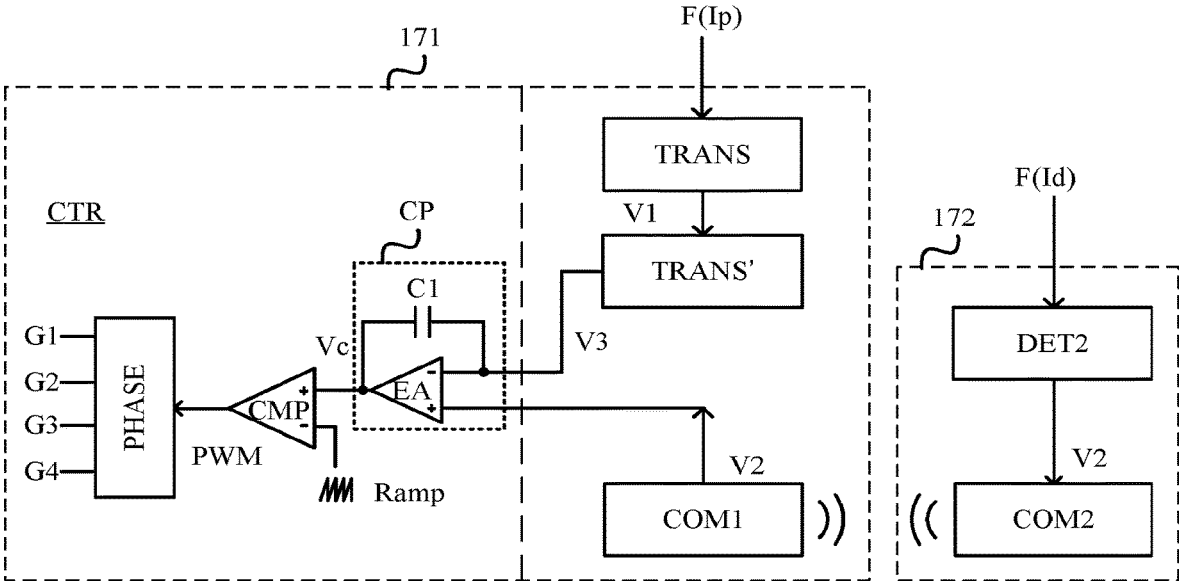 F(Ip)
171
TRANS
F(Id)
V1
CTR
CP
172
TRANS'
C1
G1
Vc
V3
DET2
G2
PHASE
EA
-
+
CMP
+
-
G3
PWM
G4
V2
V2
Ramp
COM1
COM2